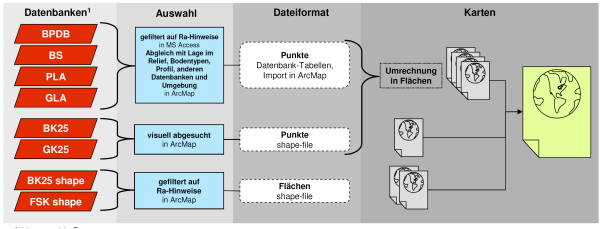 Datenbanken¹
Auswahl
Dateiformat
Karten
BPDB
BS
PLA
GLA
gefiltert auf Ra-Hinweise
in MS Access
Abgleich mit Lage im
Relief, Bodentypen,
Profil, anderen
Datenbanken und
Umgebung
in ArcMap
Punkte
Datenbank-Tabellen,
Import in ArcMap
Umrechnung
in Flächen
BK25
GK25
visuell abgesucht
in ArcMap
Punkte
shape-file
BK25 shape
FSK shape
gefiltert auf
Ra-Hinweise
in ArcMap
Flächen
shape-file